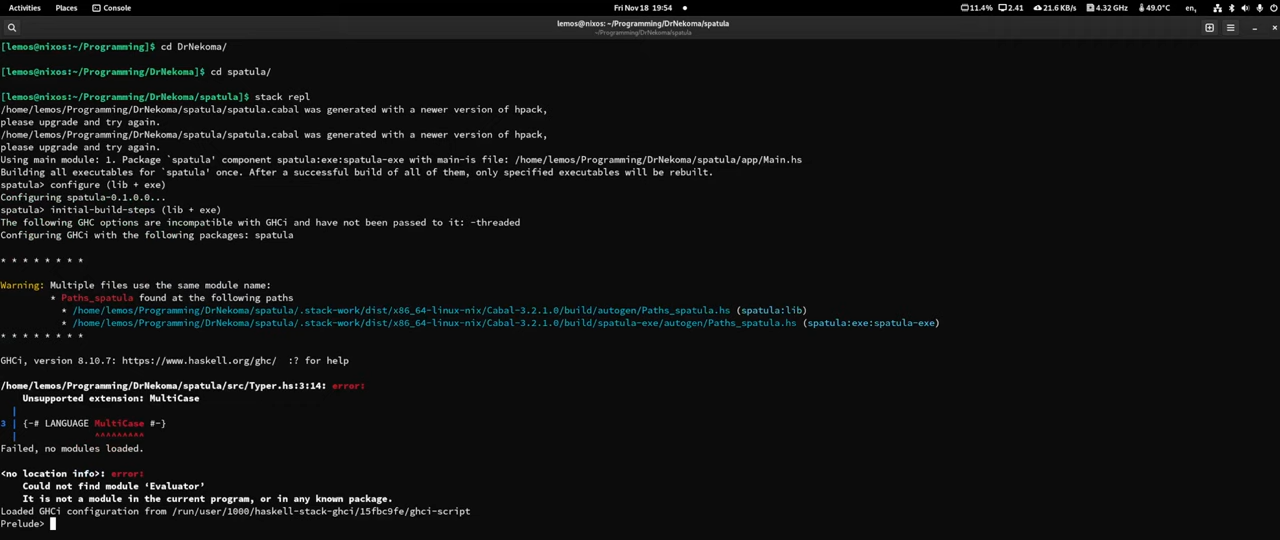 Activities Places Console Fri Nov 18 19:54 11.4% 2.41 21.6 KB/s 4.32 GHz 49.0°C en,
lemos@nixos: ~/Programming/DrNekoma/spatula
~/Programming/DrNekoma/spatula
[lemos@nixos:~/Programming]$ cd DrNekoma/
[lemos@nixos:~/Programming/DrNekoma]$ cd spatula/
[lemos@nixos:~/Programming/DrNekoma/spatula]$ stack repl
/home/lemos/Programming/DrNekoma/spatula/spatula.cabal was generated with a newer version of hpack,
please upgrade and try again.
/home/lemos/Programming/DrNekoma/spatula/spatula.cabal was generated with a newer version of hpack,
please upgrade and try again.
Using main module: 1. Package `spatula' component spatula:exe:spatula-exe with main-is file: /home/lemos/Programming/DrNekoma/spatula/app/Main.hs
Building all executables for `spatula' once. After a successful build of all of them, only specified executables will be rebuilt.
spatula> configure (lib + exe)
Configuring spatula-0.1.0.0...
spatula> initial-build-steps (lib + exe)
The following GHC options are incompatible with GHCi and have not been passed to it: -threaded
Configuring GHCi with the following packages: spatula
* * * * * * * *
Warning: Multiple files use the same module name:
* Paths_spatula found at the following paths
* /home/lemos/Programming/DrNekoma/spatula/.stack-work/dist/x86_64-linux-nix/Cabal-3.2.1.0/build/autogen/Paths_spatula.hs (spatula:lib)
* /home/lemos/Programming/DrNekoma/spatula/.stack-work/dist/x86_64-linux-nix/Cabal-3.2.1.0/build/spatula-exe/autogen/Paths_spatula.hs (spatula:exe:spatula-exe)
* * * * * * * *
GHCi, version 8.10.7: https://www.haskell.org/ghc/  :? for help
/home/lemos/Programming/DrNekoma/spatula/src/Typer.hs:3:14: error:
Unsupported extension: MultiCase
|
3 | {-# LANGUAGE MultiCase #-}
| ^^^^^^^^^
Failed, no modules loaded.
<no location info>: error:
Could not find module ‘Evaluator’
It is not a module in the current program, or in any known package.
Loaded GHCi configuration from /run/user/1000/haskell-stack-ghci/15fbc9fe/ghci-script
Prelude>